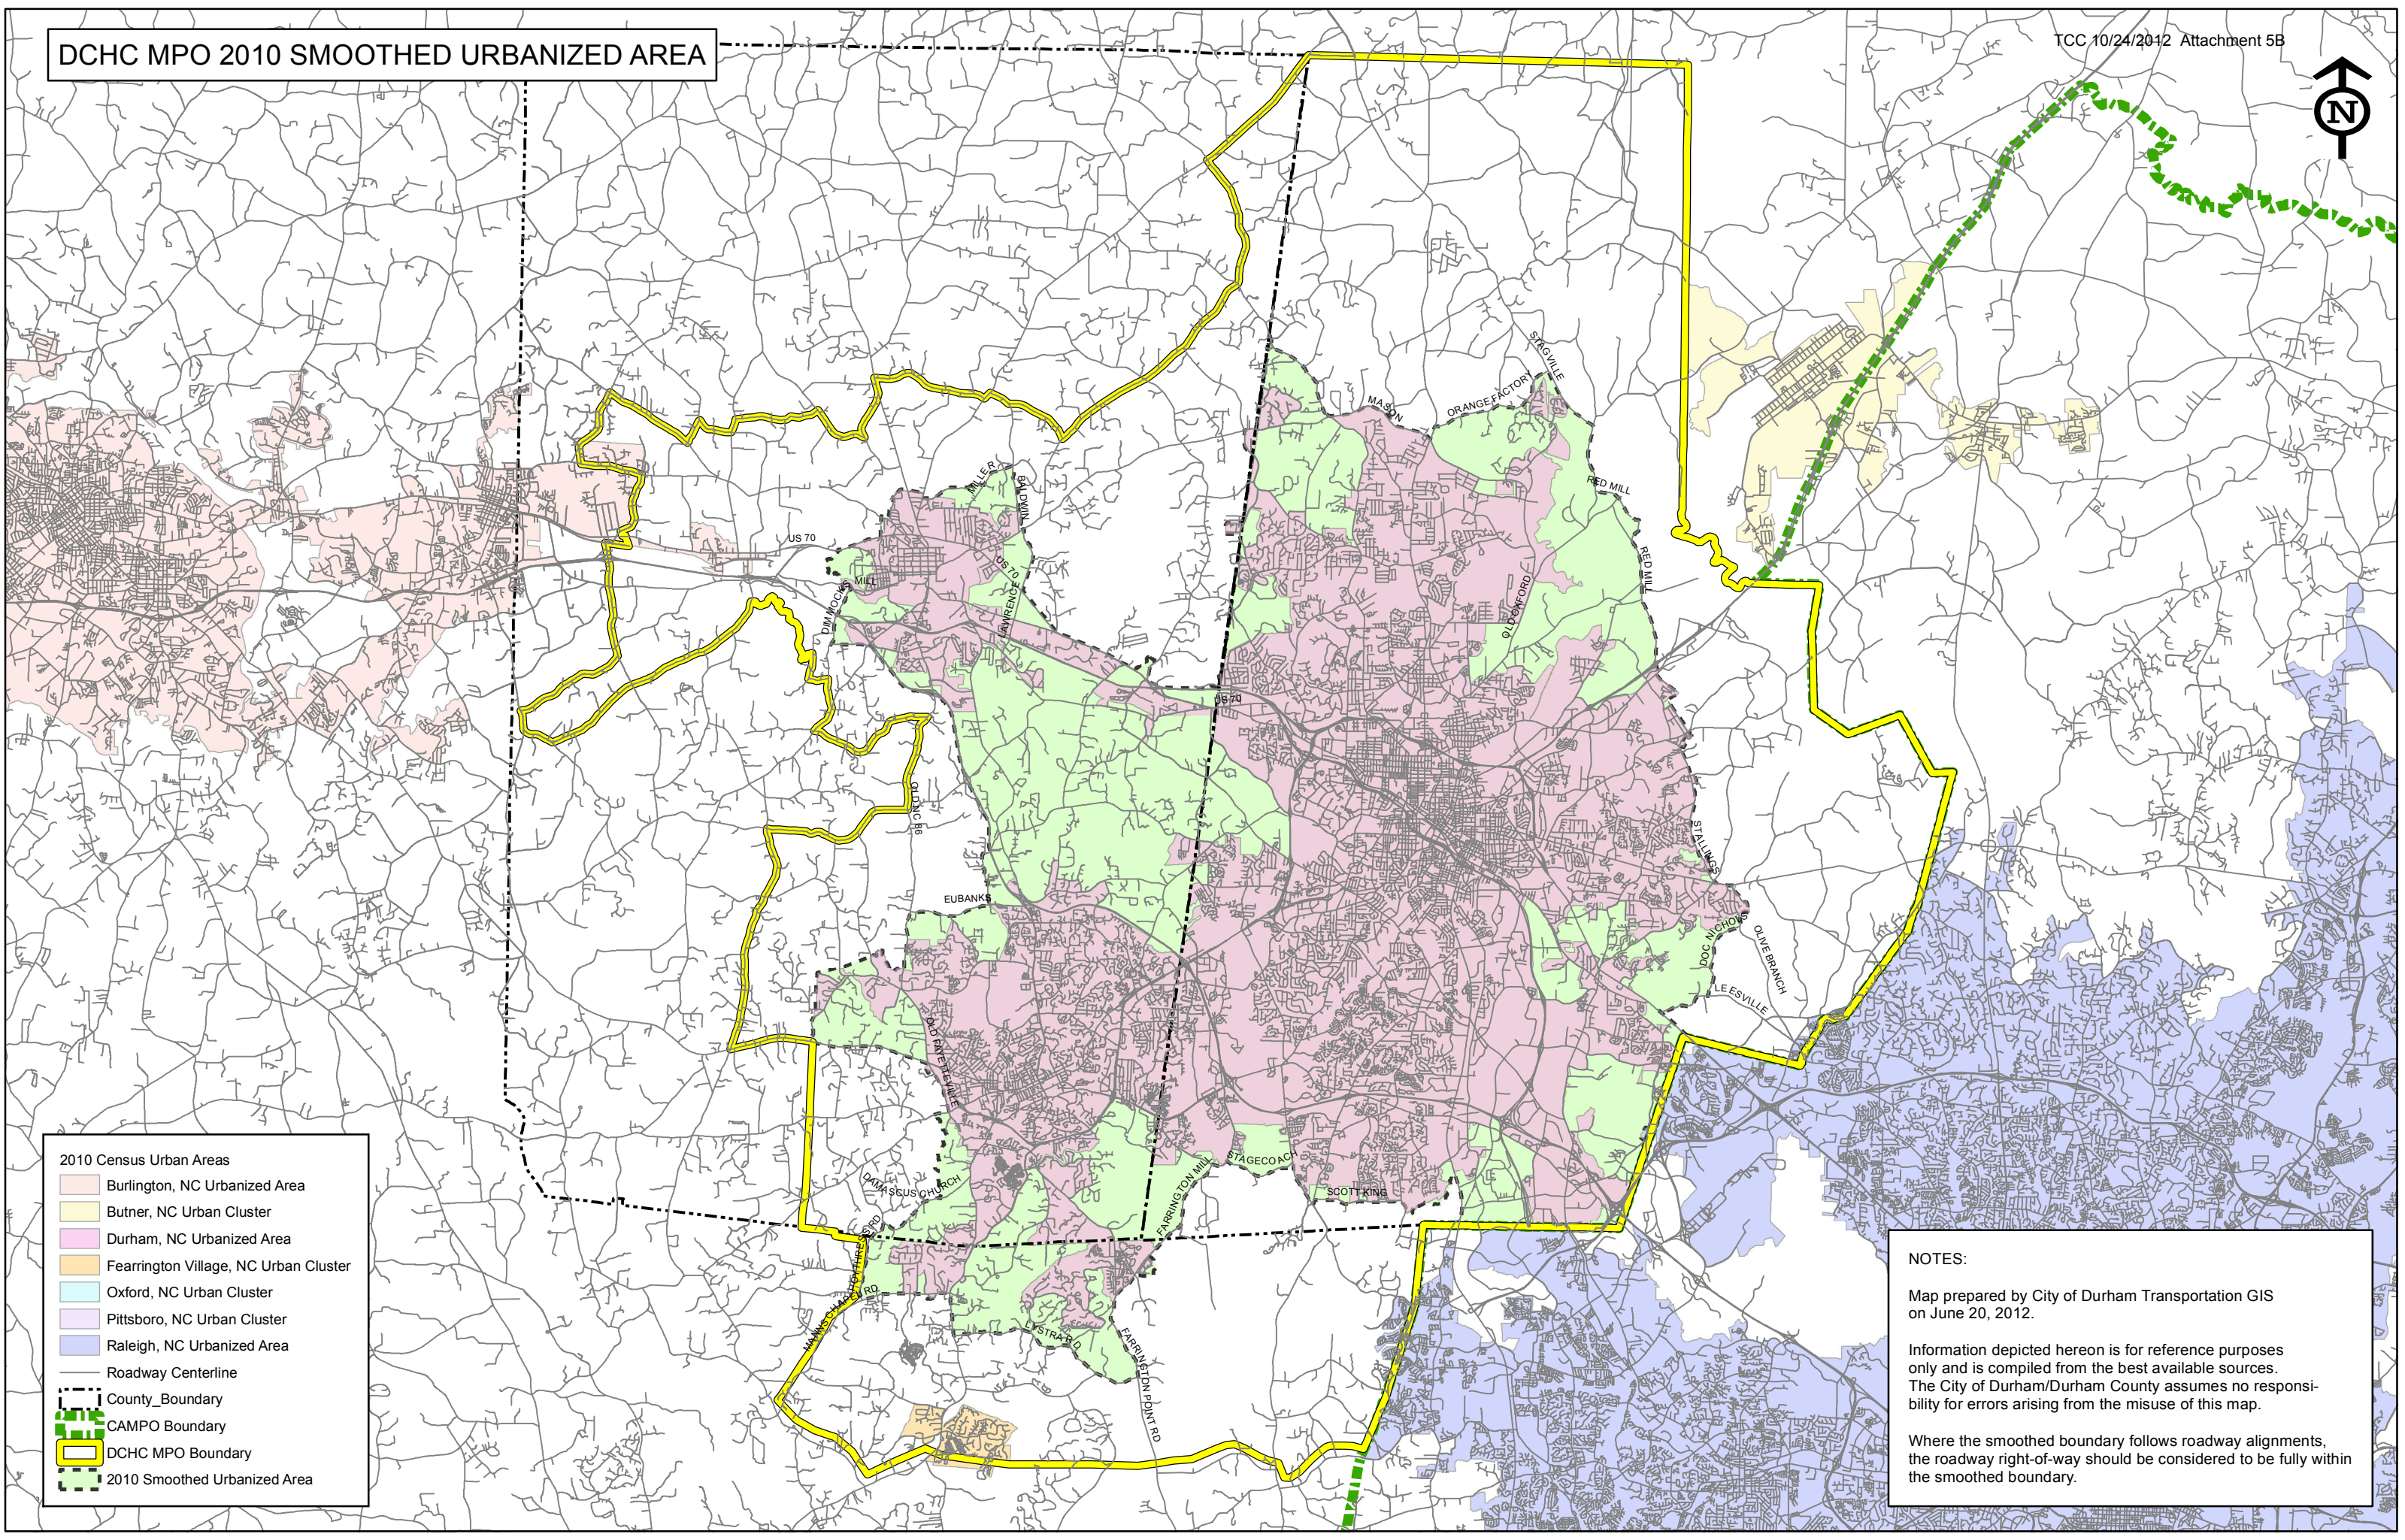 DCHC MPO 2010 SMOOTHED URBANIZED AREA
TCC 10/24/2012 Attachment 5B
N
STAGVILLE
MASON
ORANGE FACTORY
MILLER
BALDWIN
RED MILL
US 70
RED MILL
US 70
MILL
DIMMOCKS
LAWRENCE
OLD OXFORD
US 70
OLD NC 86
STALLINGS
EUBANKS
DOC NICHOLS
OLIVE BRANCH
LEESVILLE
OLD FAYETTEVILLE
STAGECOACH
DAMASCUS CHURCH
FARRINGTON MILL
SCOTT KING
SMITH LEVEL RD
MANNS CHAPEL RD
LYSTRA RD
FARRINGTON POINT RD
2010 Census Urban Areas
Burlington, NC Urbanized Area
Butner, NC Urban Cluster
Durham, NC Urbanized Area
Fearrington Village, NC Urban Cluster
Oxford, NC Urban Cluster
Pittsboro, NC Urban Cluster
Raleigh, NC Urbanized Area
Roadway Centerline
County_Boundary
CAMPO Boundary
DCHC MPO Boundary
2010 Smoothed Urbanized Area
NOTES:
Map prepared by City of Durham Transportation GIS
on June 20, 2012.
Information depicted hereon is for reference purposes
only and is compiled from the best available sources.
The City of Durham/Durham County assumes no responsi-
bility for errors arising from the misuse of this map.
Where the smoothed boundary follows roadway alignments,
the roadway right-of-way should be considered to be fully within
the smoothed boundary.